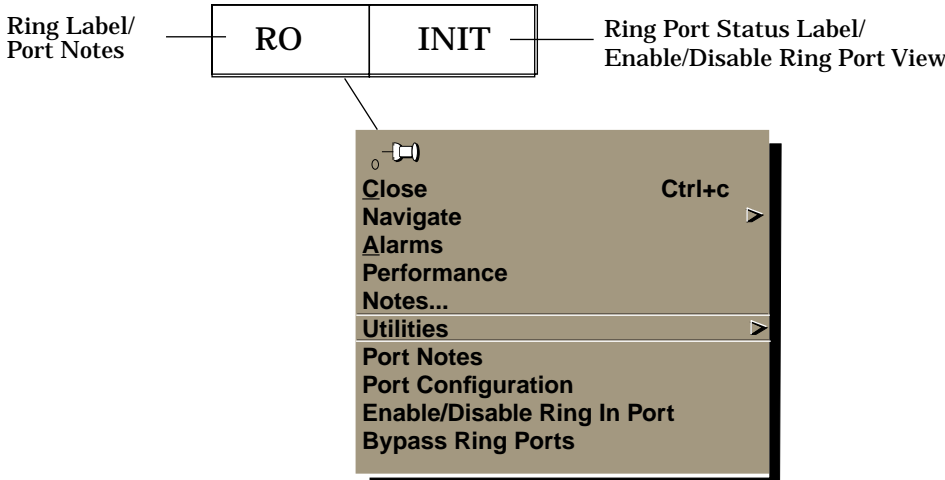 Ring Label/
Port Notes
RO
INIT
Ring Port Status Label/
Enable/Disable Ring Port View
Close Ctrl+c
Navigate
Alarms
Performance
Notes...
Utilities
Port Notes
Port Configuration
Enable/Disable Ring In Port
Bypass Ring Ports